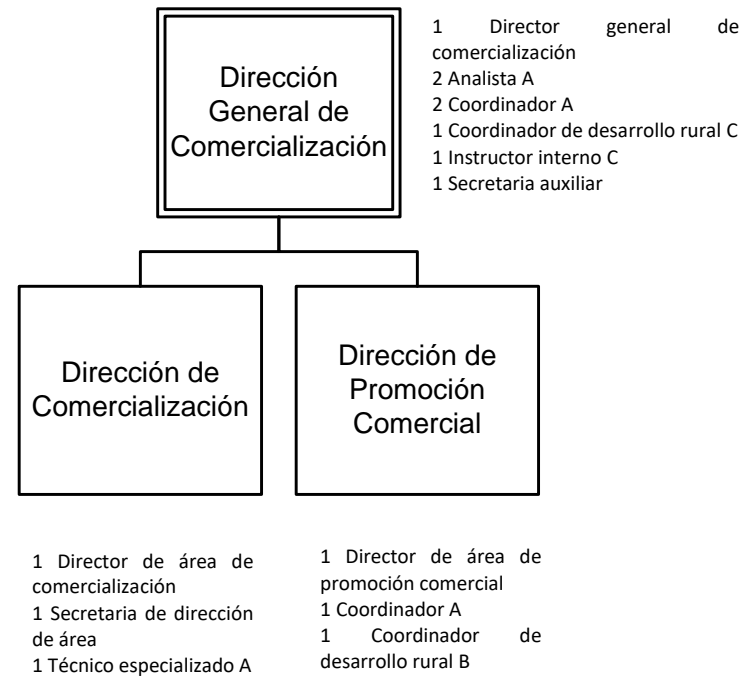 Dirección
General de
Comercialización
1 Director general de
comercialización
2 Analista A
2 Coordinador A
1 Coordinador de desarrollo rural C
1 Instructor interno C
1 Secretaria auxiliar
Dirección de
Comercialización
Dirección de
Promoción
Comercial
1 Director de área de
comercialización
1 Secretaria de dirección
de área
1 Técnico especializado A
1 Director de área de
promoción comercial
1 Coordinador A
1 Coordinador de
desarrollo rural B